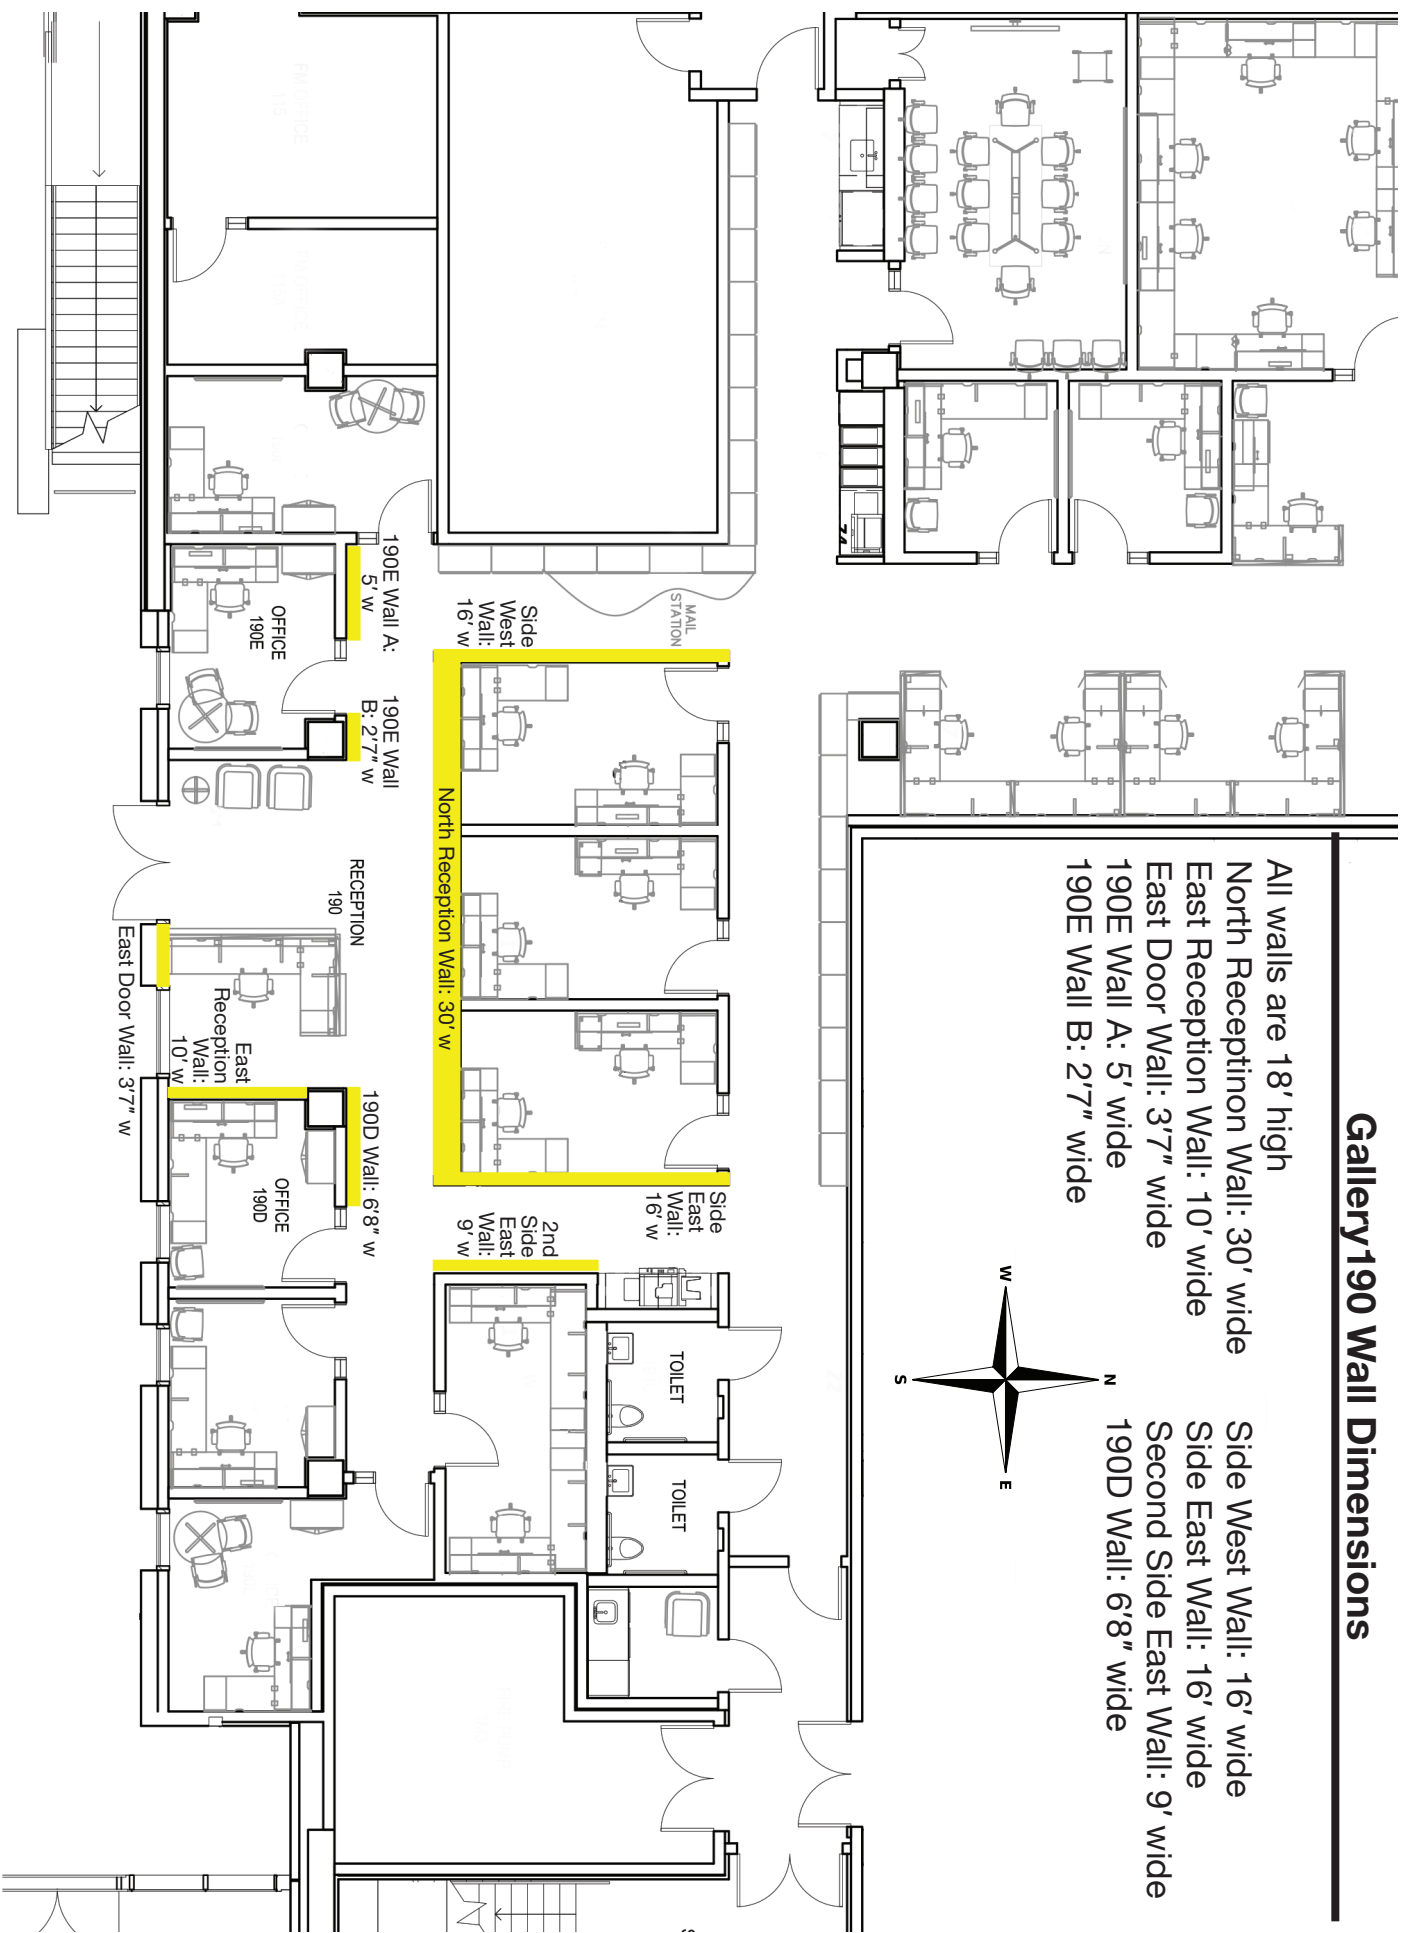 Gallery190 Wall Dimensions
All walls are 18' high
North Receptinon Wall: 30' wide
East Reception Wall: 10' wide
East Door Wall: 3'7" wide
190E Wall A: 5' wide
190E Wall B: 2'7" wide
Side West Wall: 16' wide
Side East Wall: 16' wide
Second Side East Wall: 9' wide
190D Wall: 6'8" wide
N
W
E
S
MAIL
STATION
Side
West
Wall:
16' w
Side
East
Wall:
16' w
2nd
Side
East
Wall:
9' w
TOILET
TOILET
North Reception Wall: 30' w
190E Wall A:
5' w
190E Wall
B: 2'7" w
190D Wall: 6'8" w
RECEPTION
190
OFFICE
190E
OFFICE
190D
East
Reception
Wall:
10' w
East Door Wall: 3'7" w